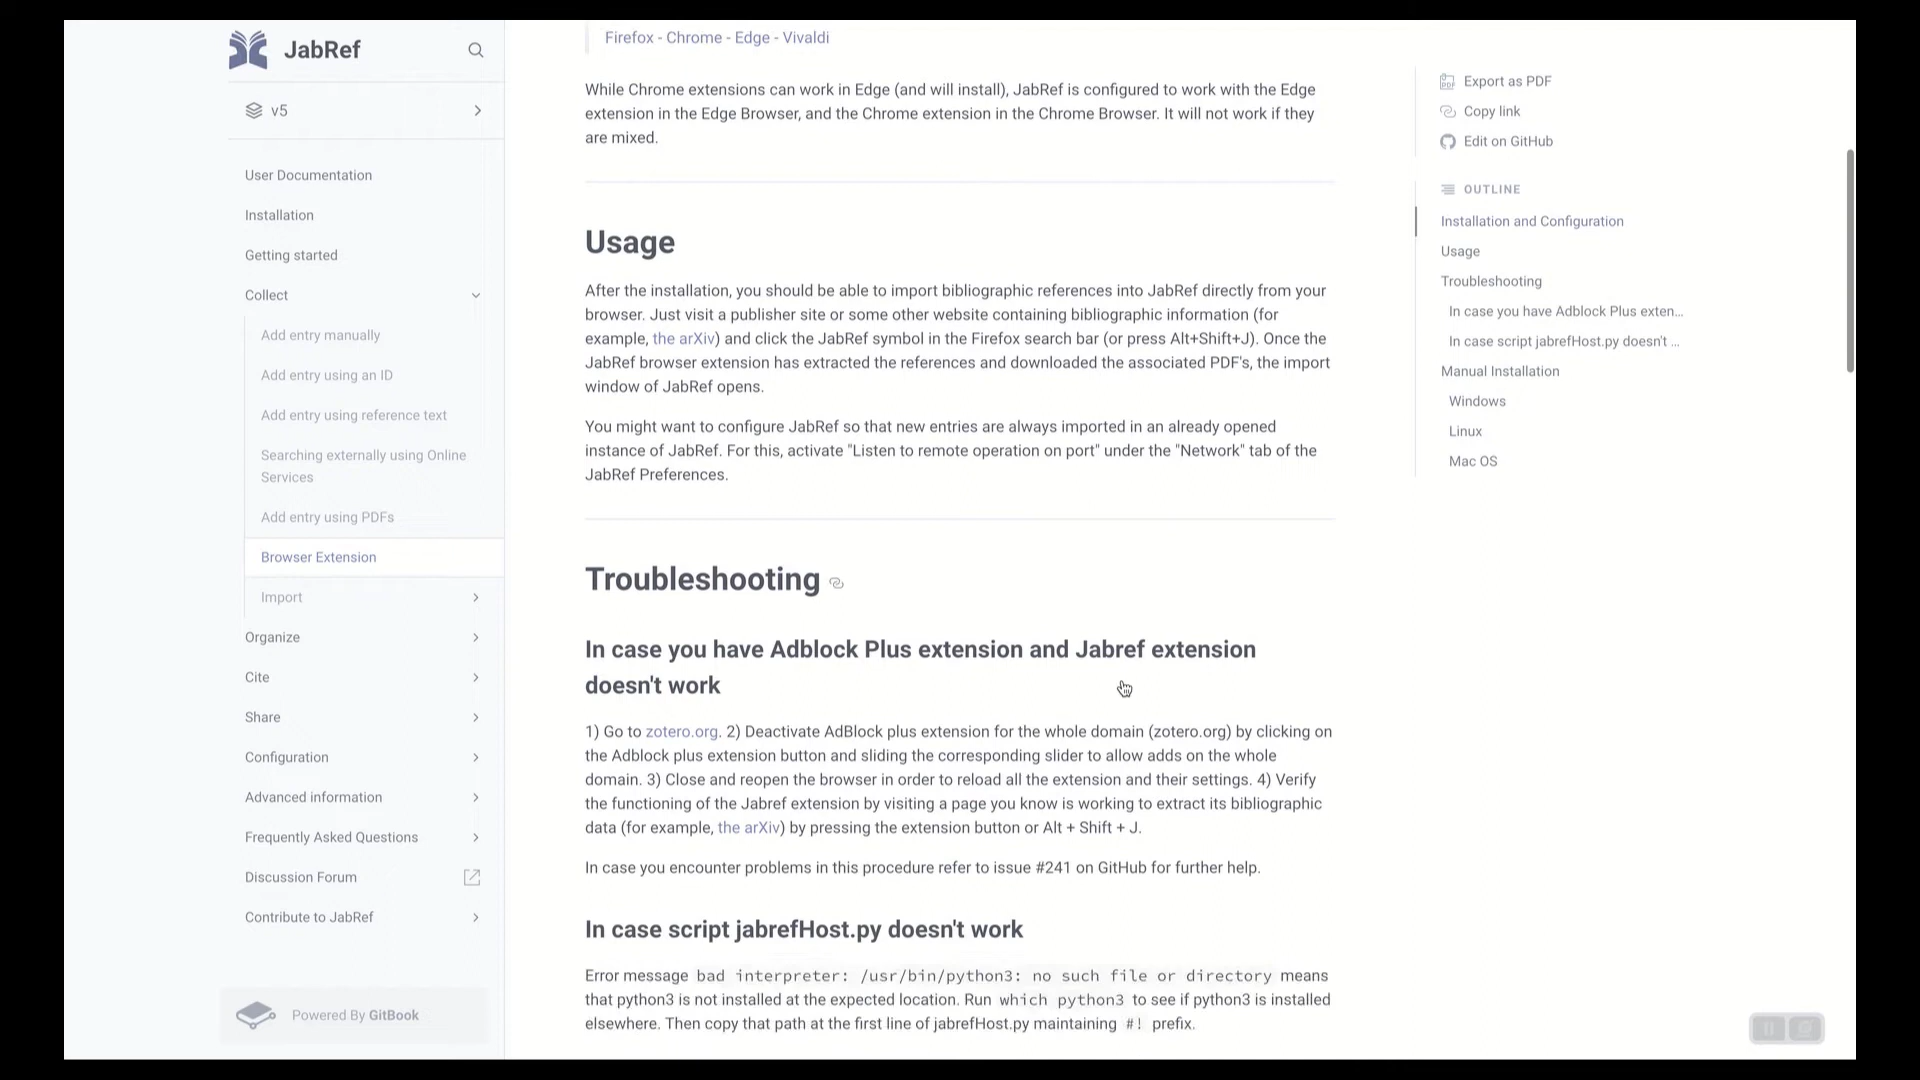 JabRef
v5
User Documentation
Installation
Getting started
Collect
Add entry manually
Add entry using an ID
Add entry using reference text
Searching externally using Online
Services
Add entry using PDFs
Browser Extension
Import
Organize
Cite
Share
Configuration
Advanced information
Frequently Asked Questions
Discussion Forum
Contribute to JabRef
Powered By GitBook
Firefox - Chrome - Edge - Vivaldi
While Chrome extensions can work in Edge (and will install), JabRef is configured to work with the Edge
extension in the Edge Browser, and the Chrome extension in the Chrome Browser. It will not work if they
are mixed.
Usage
After the installation, you should be able to import bibliographic references into JabRef directly from your
browser. Just visit a publisher site or some other website containing bibliographic information (for
example, the arXiv) and click the JabRef symbol in the Firefox search bar (or press Alt+Shift+J). Once the
JabRef browser extension has extracted the references and downloaded the associated PDF's, the import
window of JabRef opens.
You might want to configure JabRef so that new entries are always imported in an already opened
instance of JabRef. For this, activate "Listen to remote operation on port" under the "Network" tab of the
JabRef Preferences.
Troubleshooting
In case you have Adblock Plus extension and Jabref extension
doesn't work
1) Go to zotero.org. 2) Deactivate AdBlock plus extension for the whole domain (zotero.org) by clicking on
the Adblock plus extension button and sliding the corresponding slider to allow adds on the whole
domain. 3) Close and reopen the browser in order to reload all the extension and their settings. 4) Verify
the functioning of the Jabref extension by visiting a page you know is working to extract its bibliographic
data (for example, the arXiv) by pressing the extension button or Alt + Shift + J.
In case you encounter problems in this procedure refer to issue #241 on GitHub for further help.
In case script jabrefHost.py doesn't work
Error message bad interpreter: /usr/bin/python3: no such file or directory means
that python3 is not installed at the expected location. Run which python3 to see if python3 is installed
elsewhere. Then copy that path at the first line of jabrefHost.py maintaining #! prefix.
Export as PDF
Copy link
Edit on GitHub
OUTLINE
Installation and Configuration
Usage
Troubleshooting
In case you have Adblock Plus exten...
In case script jabrefHost.py doesn't ...
Manual Installation
Windows
Linux
Mac OS